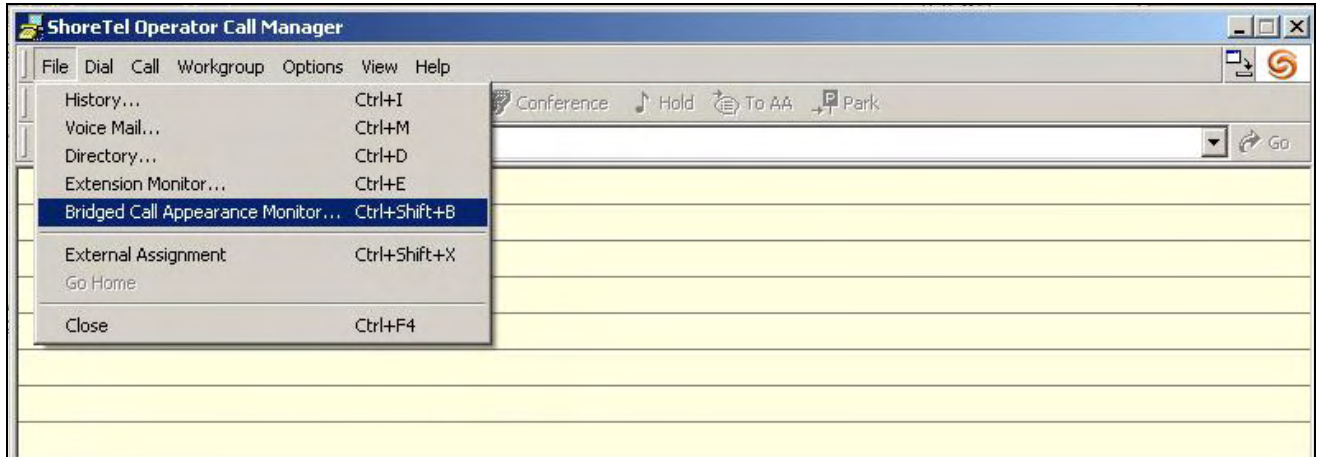 ShoreTel Operator Call Manager
File Dial Call Workgroup Options View Help
History... Ctrl+I
Conference Hold To AA Park
Voice Mail... Ctrl+M
Go
Directory... Ctrl+D
Extension Monitor... Ctrl+E
Bridged Call Appearance Monitor... Ctrl+Shift+B
External Assignment Ctrl+Shift+X
Go Home
Close Ctrl+F4